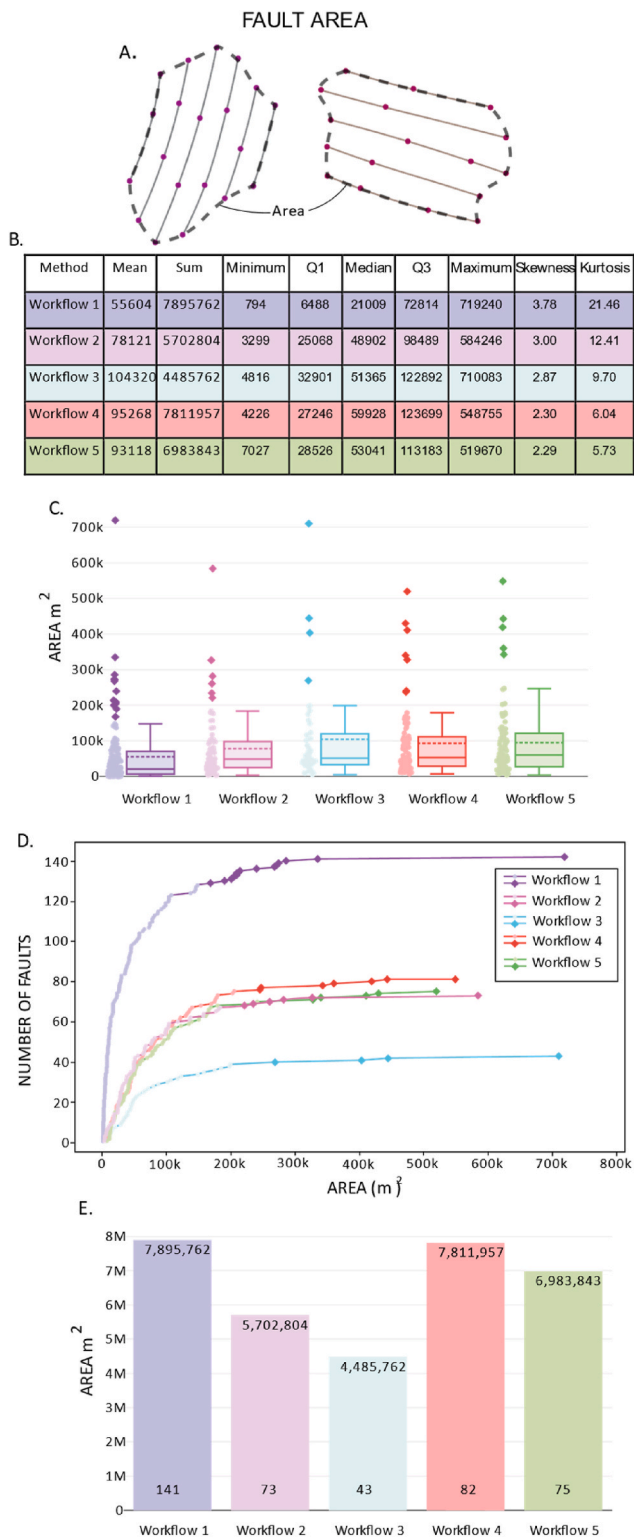 FAULT AREA
A.
Area
B.
Method Mean Sum Minimum Q1 Median Q3 Maximum Skewness Kurtosis
Workflow 1 55604 7895762 794 6488 21009 72814 719240 3.78 21.46
Workflow 2 78121 5702804 3299 25068 48902 98489 584246 3.00 12.41
Workflow 3 104320 4485762 4816 32901 51365 122892 710083 2.87 9.70
Workflow 4 95268 7811957 4226 27246 59928 123699 548755 2.30 6.04
Workflow 5 93118 6983843 7027 28526 53041 113183 519670 2.29 5.73
C.
700k
600k
500k
400k
300k
200k
100k
0
AREA m2
Workflow 1 Workflow 2 Workflow 3 Workflow 4 Workflow 5
D.
140
120
100
80
60
40
20
0
NUMBER OF FAULTS
Workflow 1
Workflow 2
Workflow 3
Workflow 4
Workflow 5
0 100k 200k 300k 400k 500k 600k 700k 800k
AREA (m2)
E.
8M
7M
6M
5M
4M
3M
2M
1M
0
AREA m2
7,895,762
5,702,804
4,485,762
7,811,957
6,983,843
141 73 43 82 75
Workflow 1 Workflow 2 Workflow 3 Workflow 4 Workflow 5